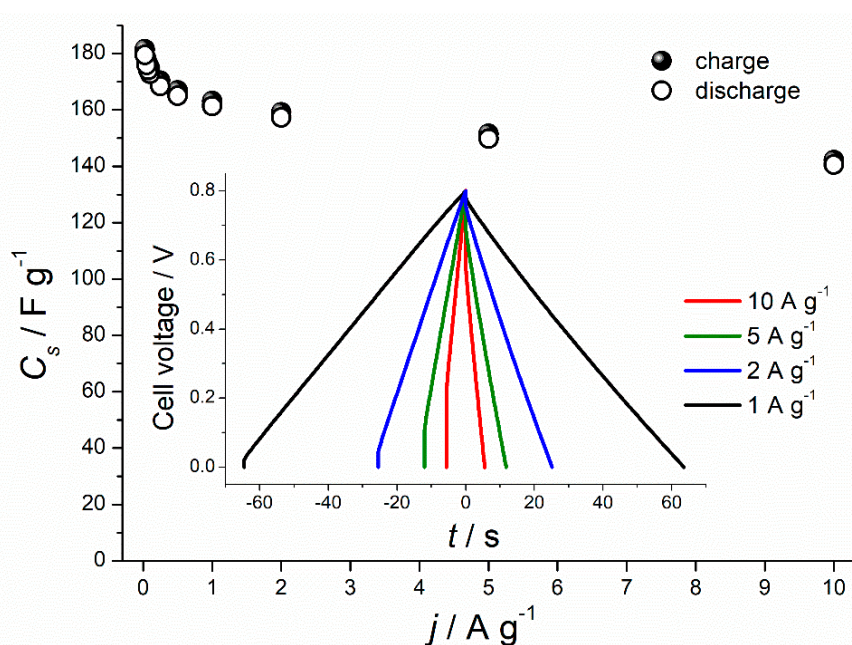 180
160
140
120
100
80
60
40
20
0
C_s / F g⁻¹
charge
discharge
0.8
0.6
0.4
0.2
0.0
Cell voltage / V
10 A g⁻¹
5 A g⁻¹
2 A g⁻¹
1 A g⁻¹
-60 -40 -20 0 20 40 60
t / s
0 1 2 3 4 5 6 7 8 9 10
j / A g⁻¹